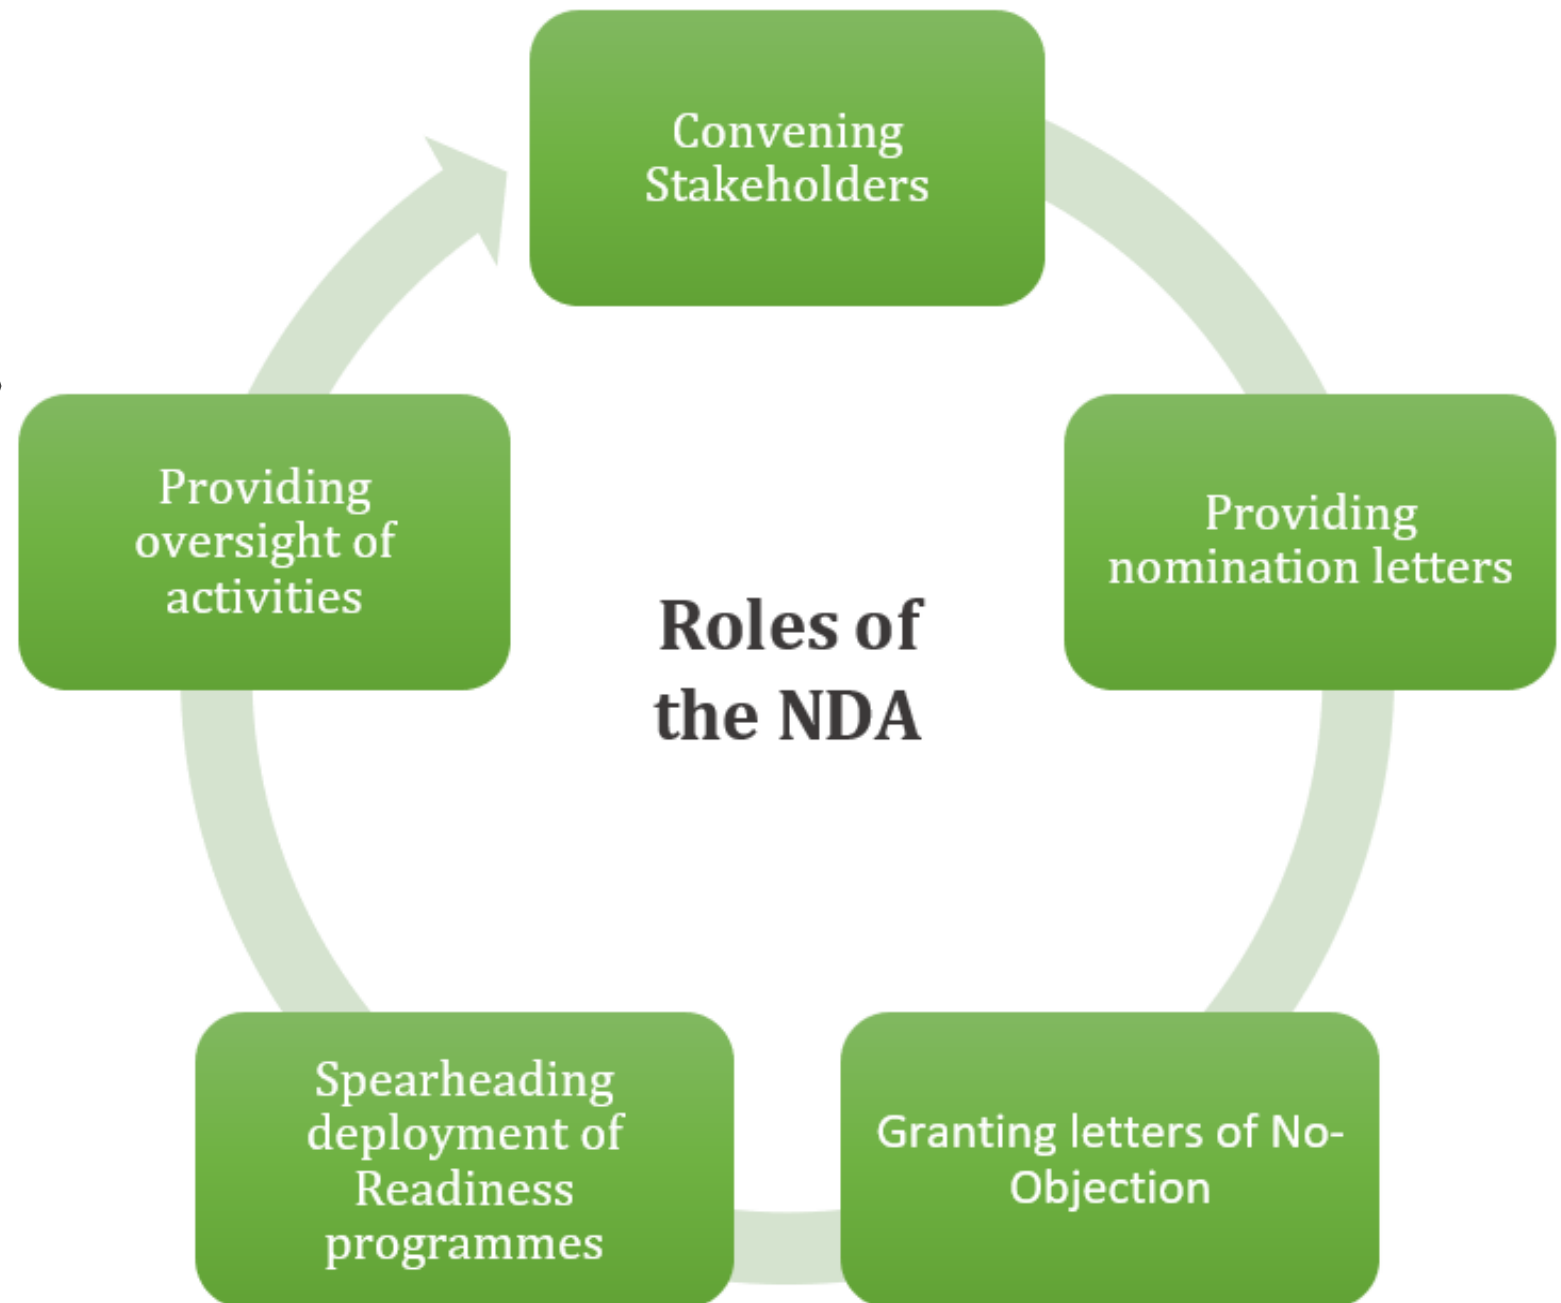 Convening
Stakeholders
Providing
nomination letters
Granting letters of No-
Objection
Spearheading
deployment of
Readiness
programmes
Providing
oversight of
activities
Roles of
the NDA